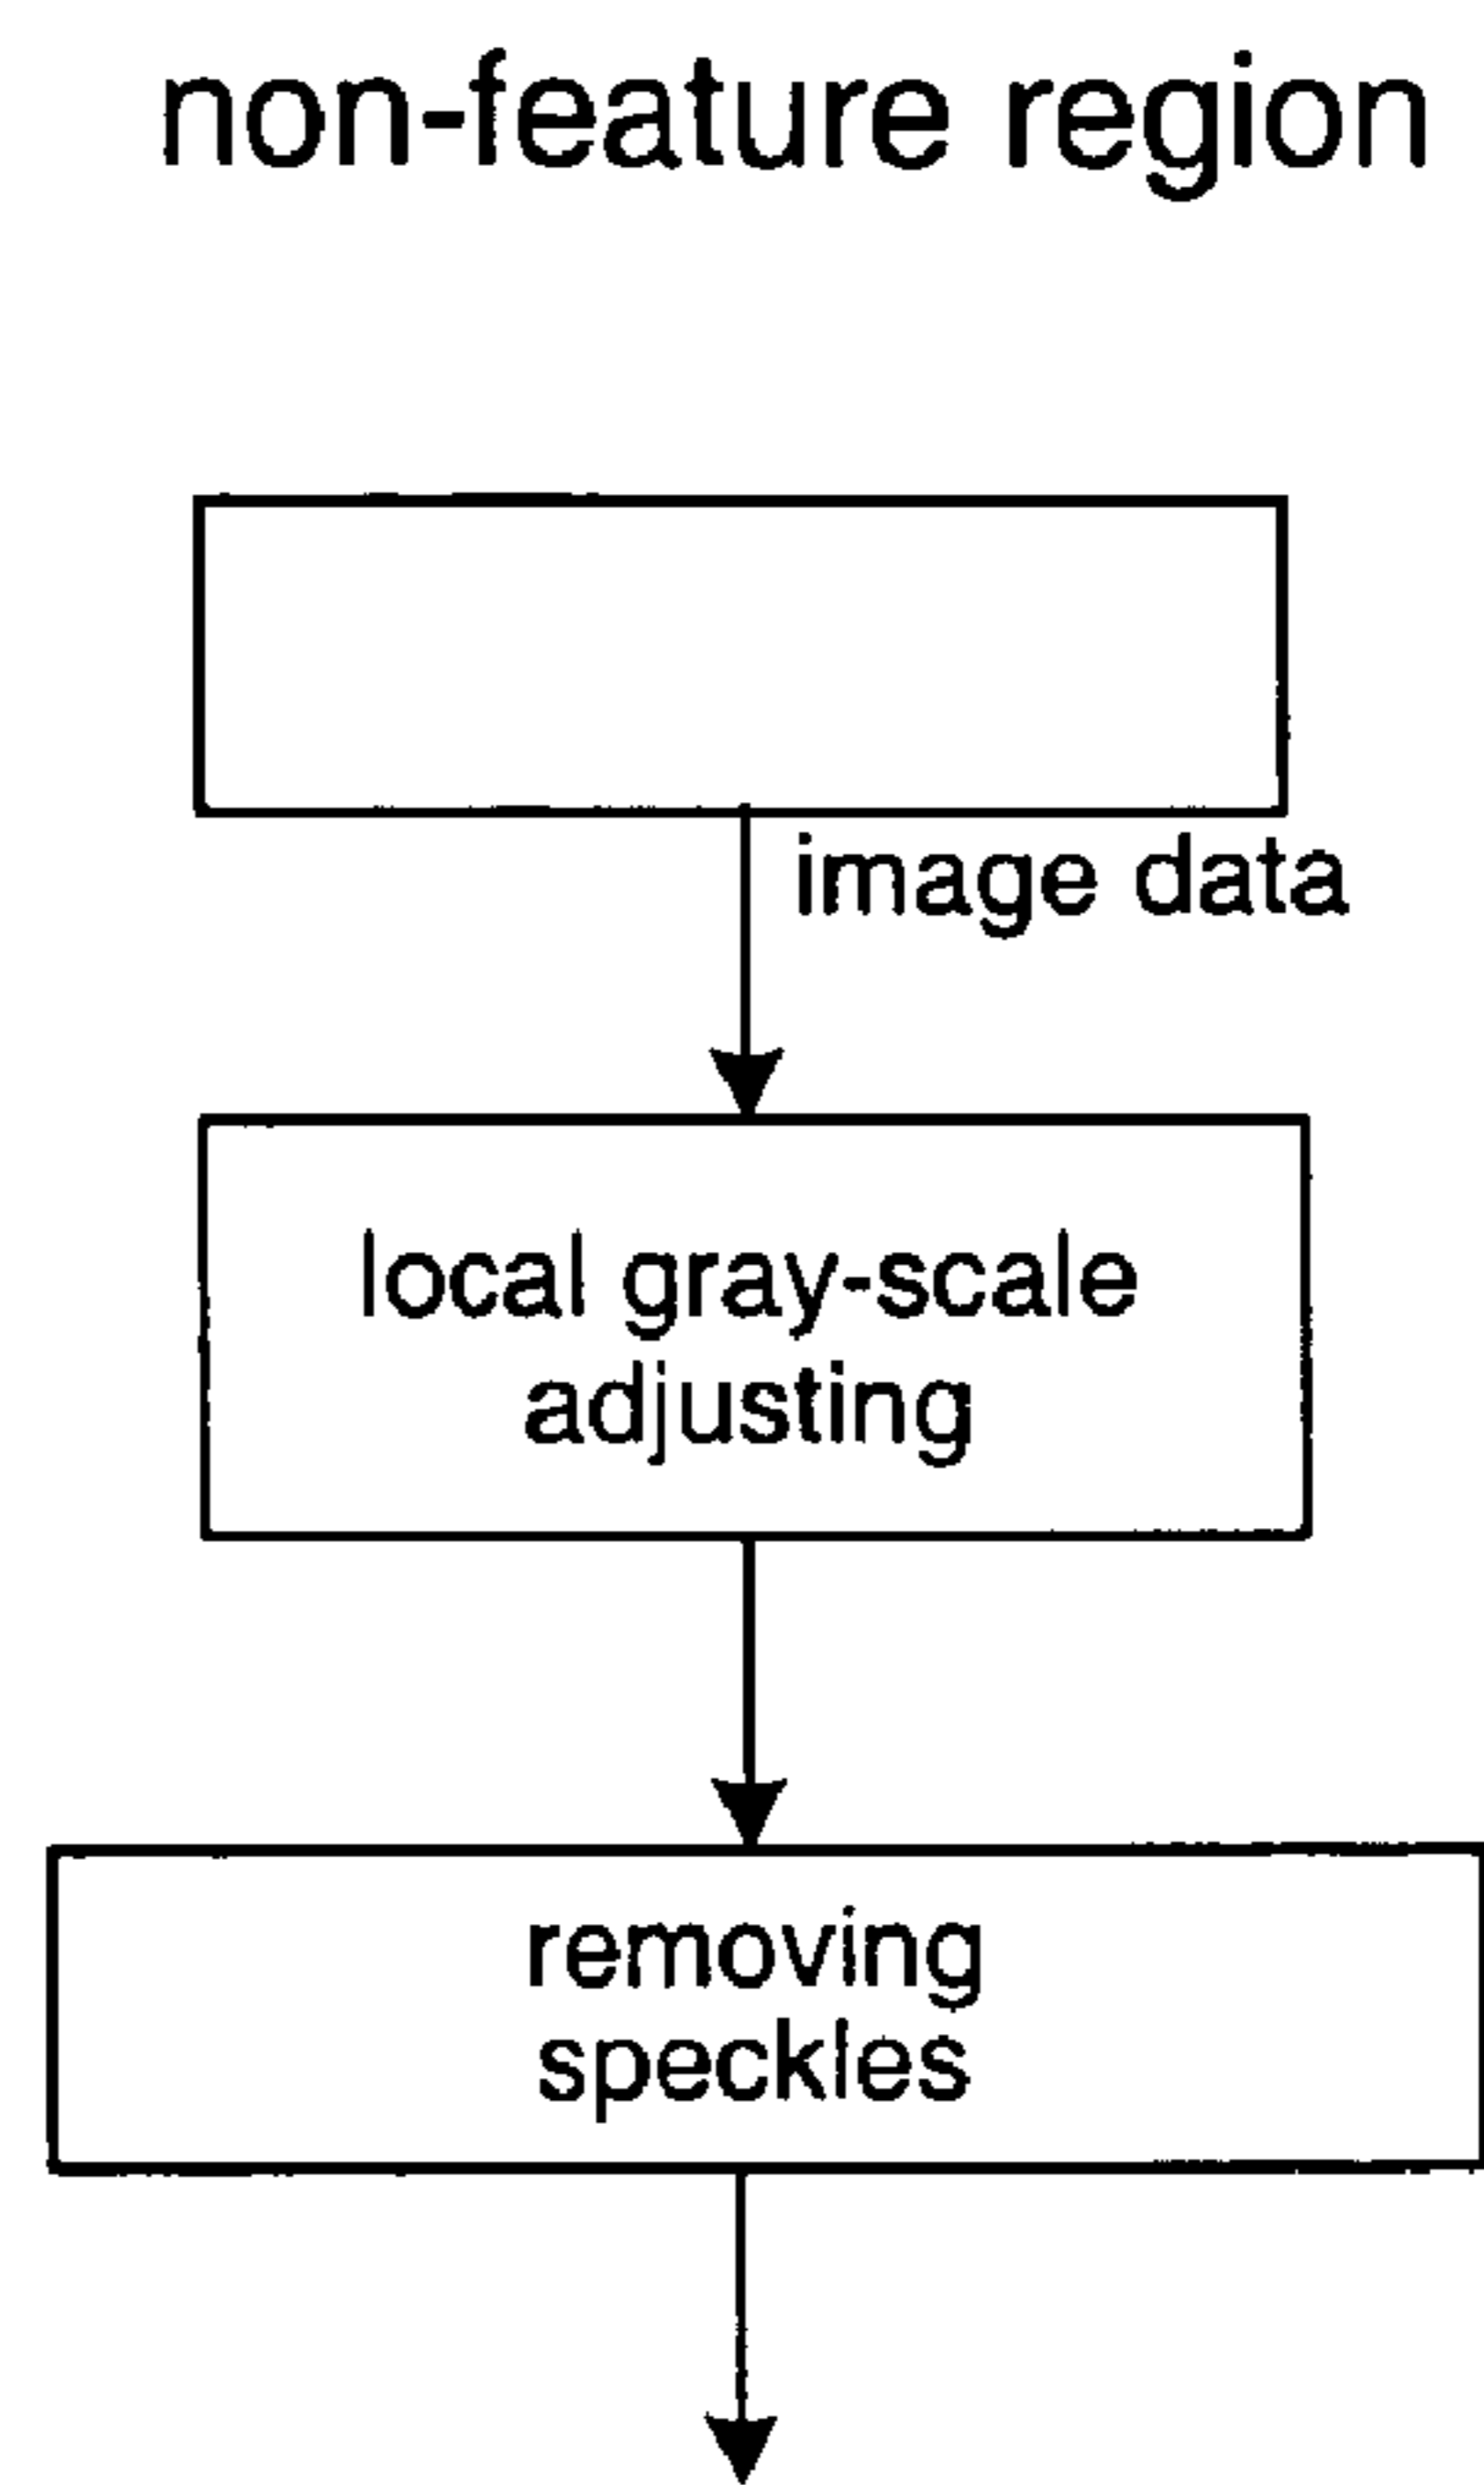 non-feature region
image data
local gray-scale
adjusting
removing
speckles